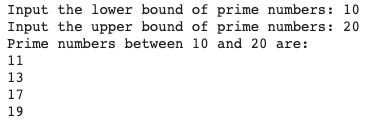 Input the lower bound of prime numbers: 10
Input the upper bound of prime numbers: 20
Prime numbers between 10 and 20 are:
11
13
17
19